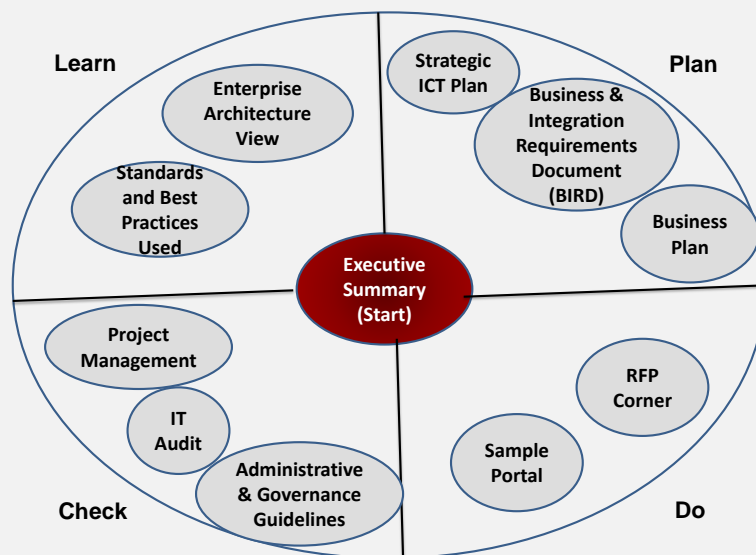 Learn
Enterprise
Architecture
View
Standards
and Best
Practices
Used
Plan
Strategic
ICT Plan
Business &
Integration
Requirements
Document
(BIRD)
Business
Plan
Executive
Summary
(Start)
Project
Management
IT
Audit
Administrative
& Governance
Guidelines
Check
RFP
Corner
Sample
Portal
Do